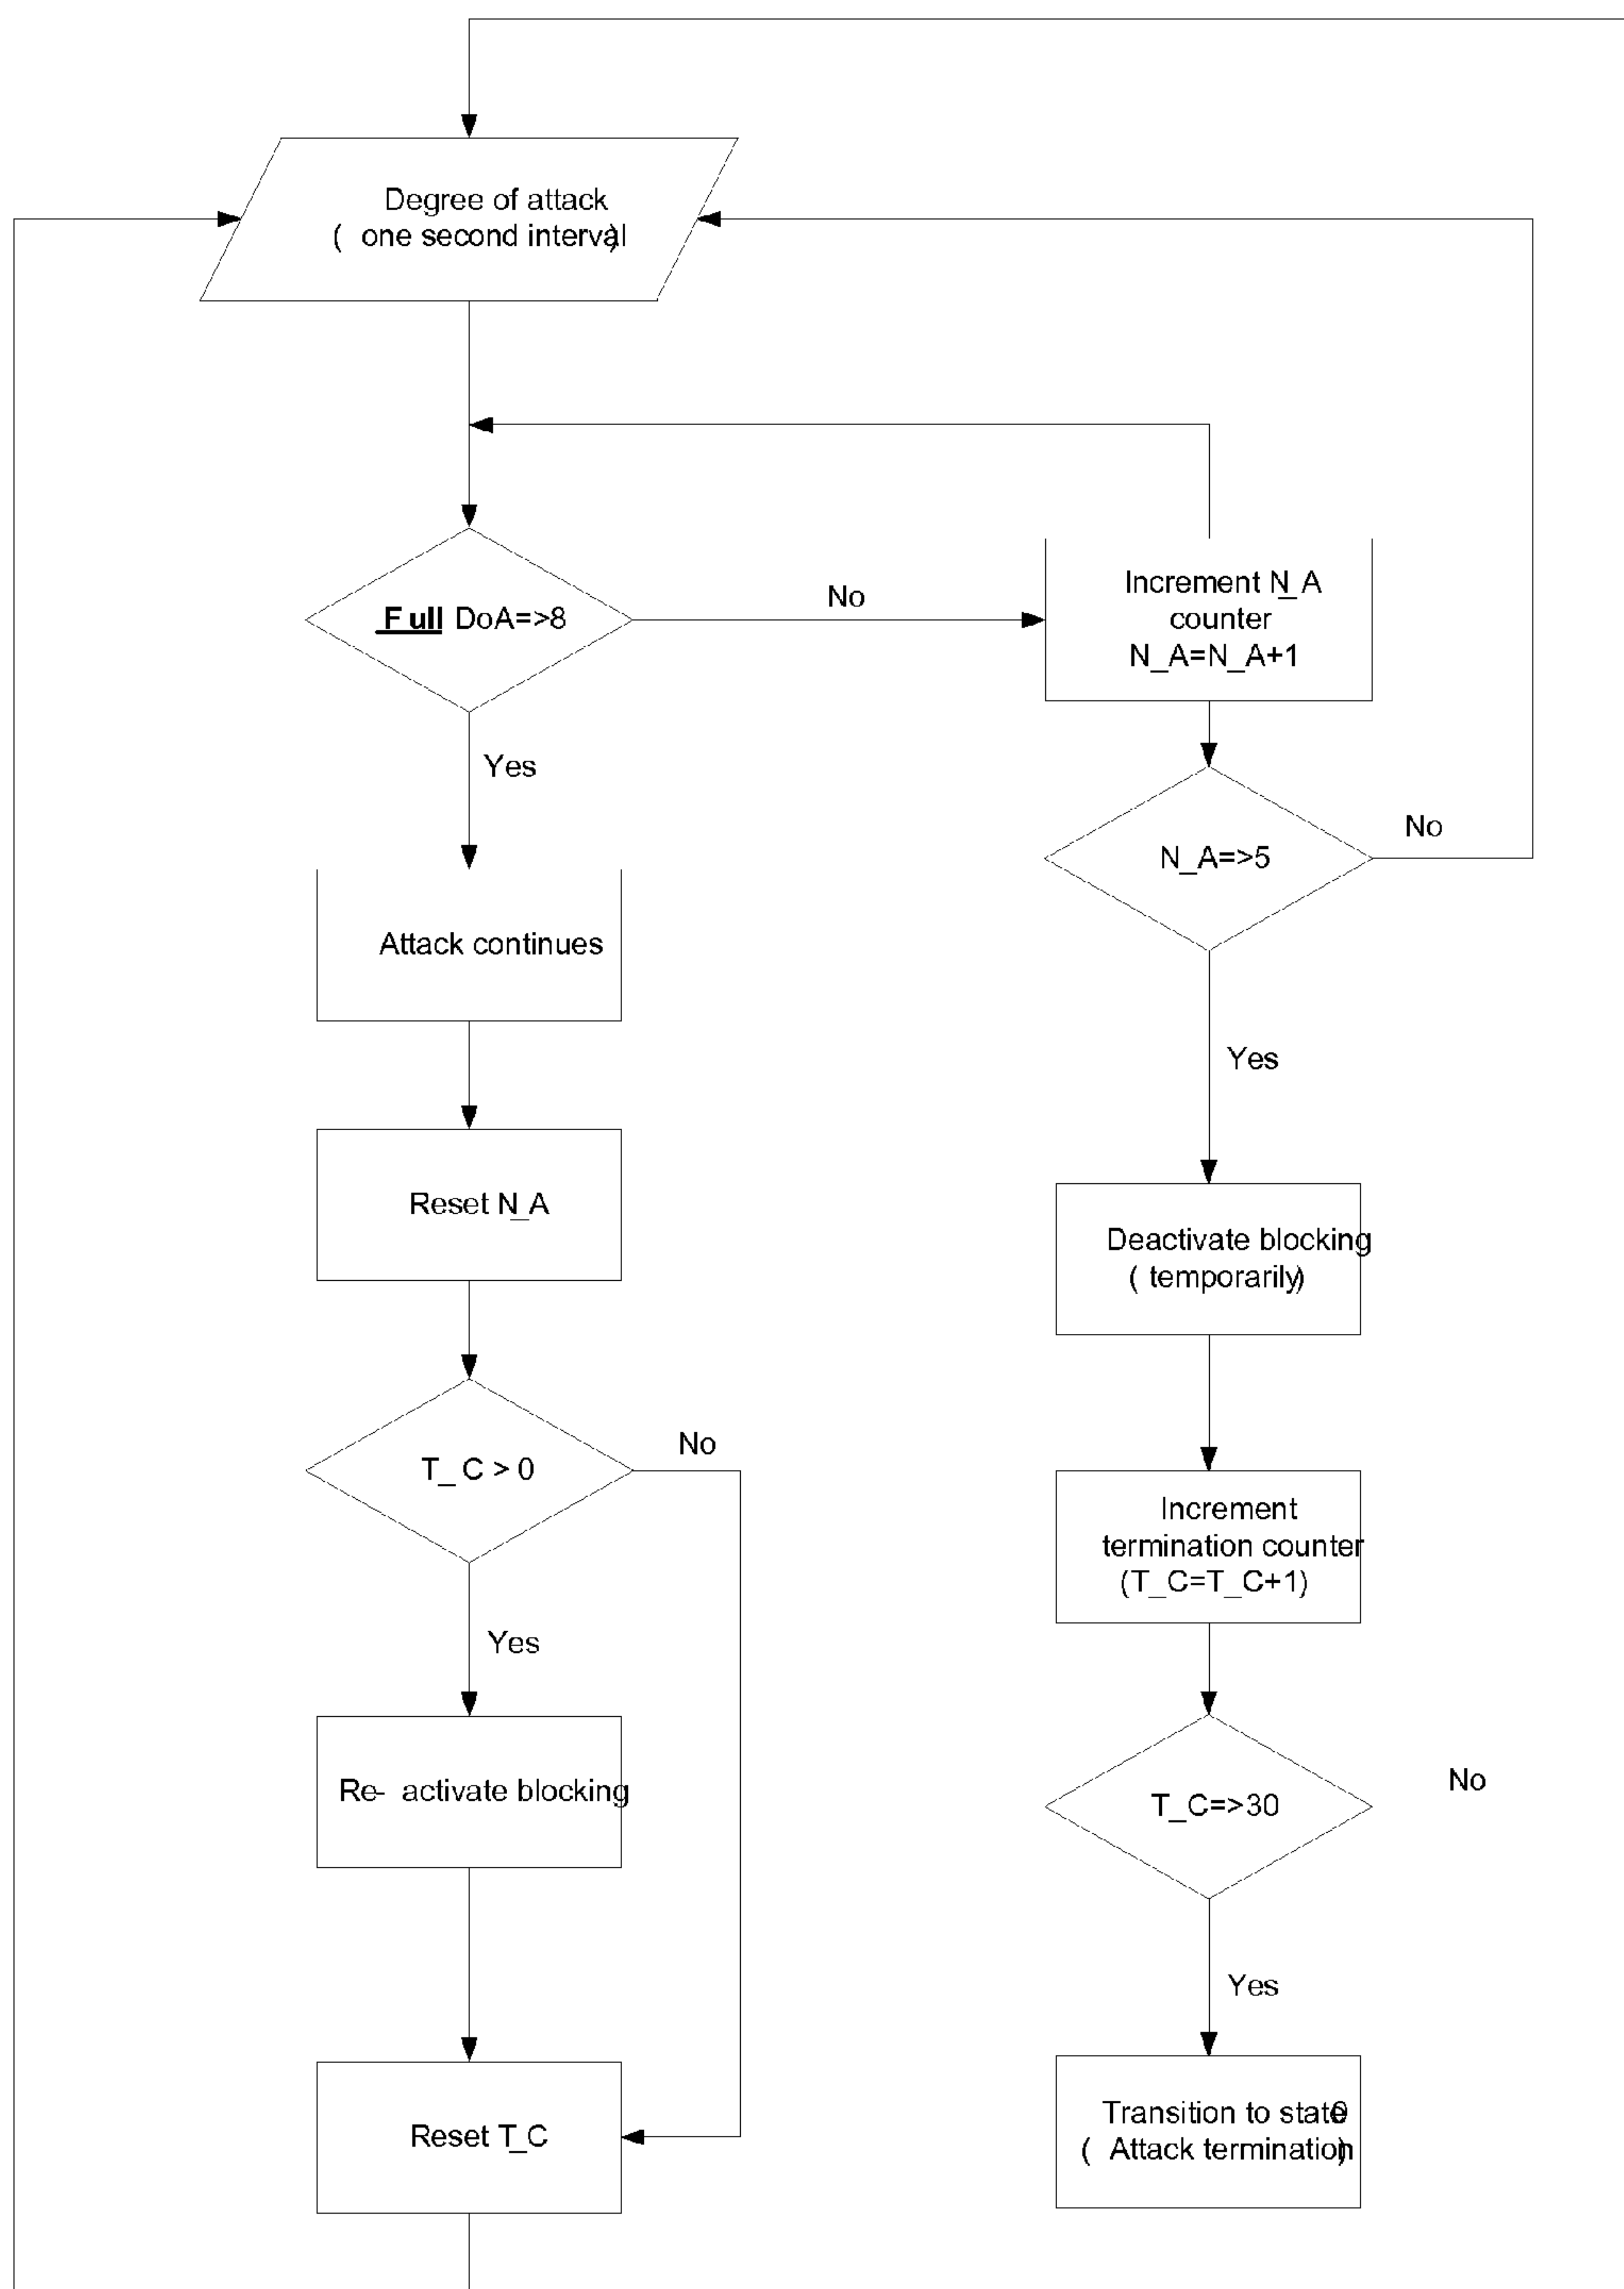 Degree of attack
( one second interval)
Full DoA=>8
No
Increment N_A
counter
N_A=N_A+1
Yes
N_A=>5
No
Attack continues
Yes
Reset N_A
Deactivate blocking
( temporarily)
T_C > 0
No
Increment
termination counter
(T_C=T_C+1)
Yes
Re- activate blocking
T_C=>30
No
Yes
Reset T_C
Transition to state 0
( Attack termination)